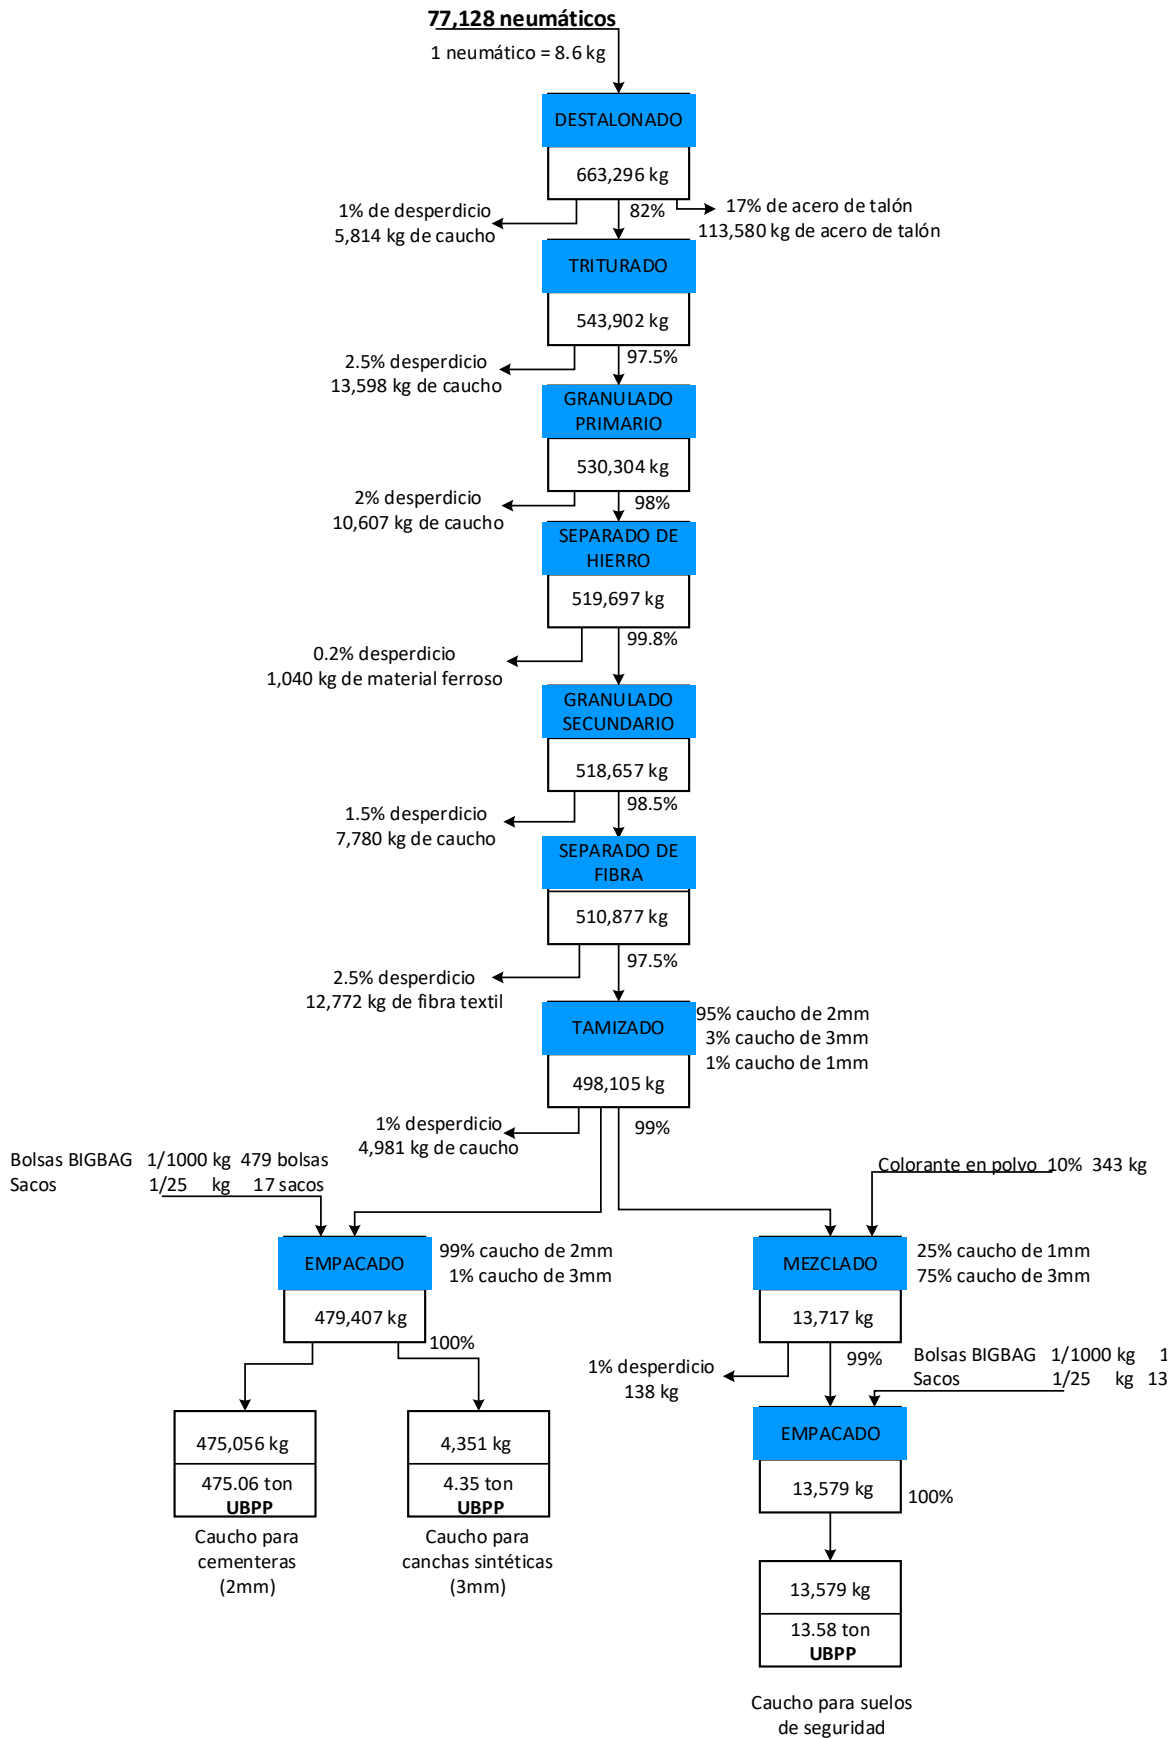 77,128 neumáticos
1 neumático = 8.6 kg
DESTALONADO
663,296 kg
1% de desperdicio
5,814 kg de caucho
82%
17% de acero de talón
113,580 kg de acero de talón
TRITURADO
543,902 kg
2.5% desperdicio
13,598 kg de caucho
97.5%
GRANULADO
PRIMARIO
530,304 kg
2% desperdicio
10,607 kg de caucho
98%
SEPARADO DE
HIERRO
519,697 kg
0.2% desperdicio
1,040 kg de material ferroso
99.8%
GRANULADO
SECUNDARIO
518,657 kg
1.5% desperdicio
7,780 kg de caucho
98.5%
SEPARADO DE
FIBRA
510,877 kg
2.5% desperdicio
12,772 kg de fibra textil
97.5%
TAMIZADO
95% caucho de 2mm
3% caucho de 3mm
1% caucho de 1mm
498,105 kg
1% desperdicio
4,981 kg de caucho
99%
Bolsas BIGBAG 1/1000 kg 479 bolsas
Sacos 1/25 kg 17 sacos
Colorante en polvo 10% 343 kg
EMPACADO
99% caucho de 2mm
1% caucho de 3mm
479,407 kg
100%
MEZCLADO
25% caucho de 1mm
75% caucho de 3mm
13,717 kg
1% desperdicio
138 kg
99%
Bolsas BIGBAG 1/1000 kg 1
Sacos 1/25 kg 13
475,056 kg
475.06 ton
UBPP
Caucho para
cementeras
(2mm)
4,351 kg
4.35 ton
UBPP
Caucho para
canchas sintéticas
(3mm)
EMPACADO
13,579 kg
100%
13,579 kg
13.58 ton
UBPP
Caucho para suelos
de seguridad